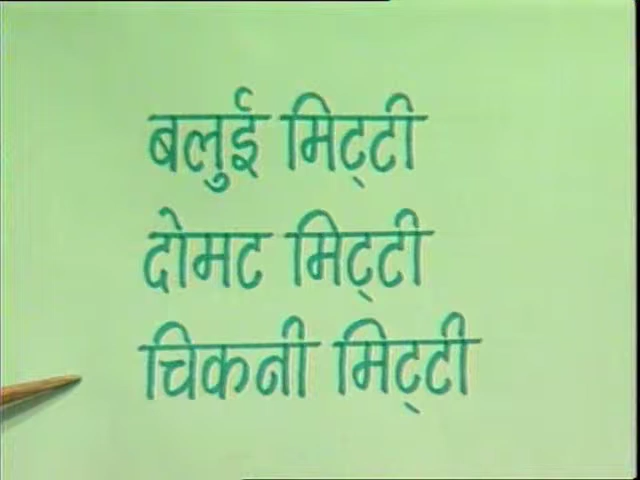 बलुई मिट्टी
दोमट मिट्टी
चिकनी मिट्टी